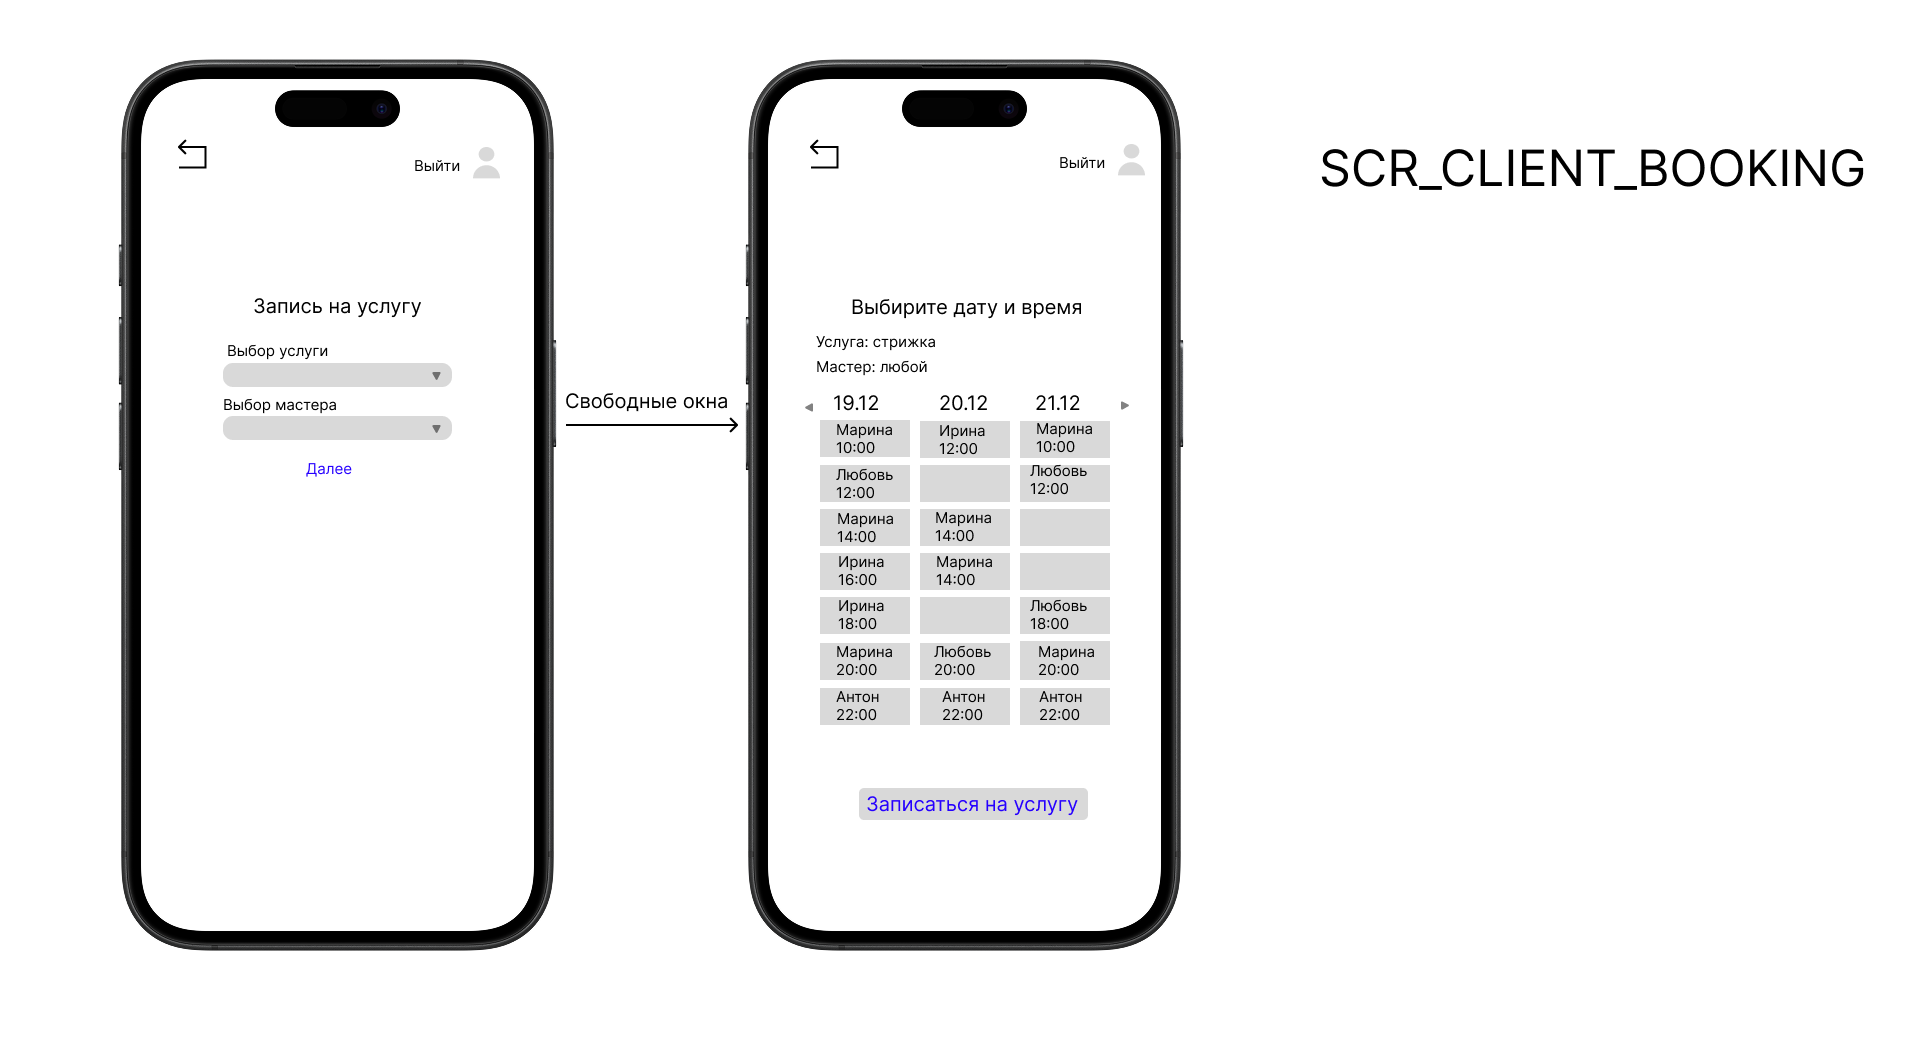 SCR_CLIENT_BOOKING
Выйти
Запись на услугу
Выбор услуги
Выбор мастера
Далее
Свободные окна
Выйти
Выбирите дату и время
Услуга: стрижка
Мастер: любой
19.12 20.12 21.12
Марина Ирина Марина
10:00 12:00 10:00
Любовь Любовь
12:00 12:00
Марина Марина
14:00 14:00
Ирина Марина
16:00 14:00
Ирина Любовь
18:00 18:00
Марина Любовь Марина
20:00 20:00 20:00
Антон Антон Антон
22:00 22:00 22:00
Записаться на услугу